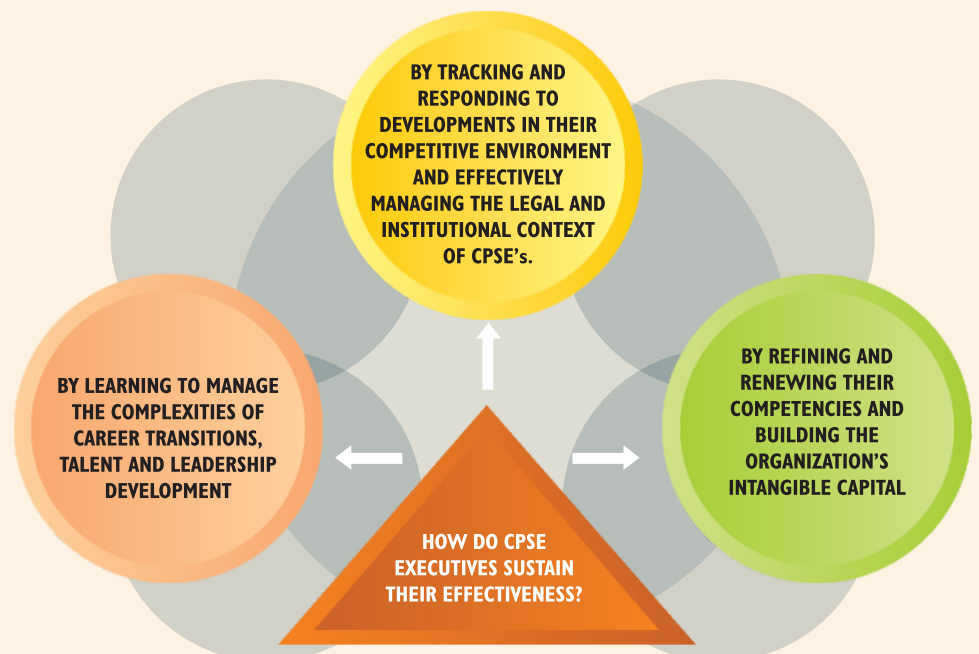 BY TRACKING AND
RESPONDING TO
DEVELOPMENTS IN THEIR
COMPETITIVE ENVIRONMENT
AND EFFECTIVELY
MANAGING THE LEGAL AND
INSTITUTIONAL CONTEXT
OF CPSE's.
BY LEARNING TO MANAGE
THE COMPLEXITIES OF
CAREER TRANSITIONS,
TALENT AND LEADERSHIP
DEVELOPMENT
BY REFINING AND
RENEWING THEIR
COMPETENCIES AND
BUILDING THE
ORGANIZATION'S
INTANGIBLE CAPITAL
HOW DO CPSE
EXECUTIVES SUSTAIN
THEIR EFFECTIVENESS?